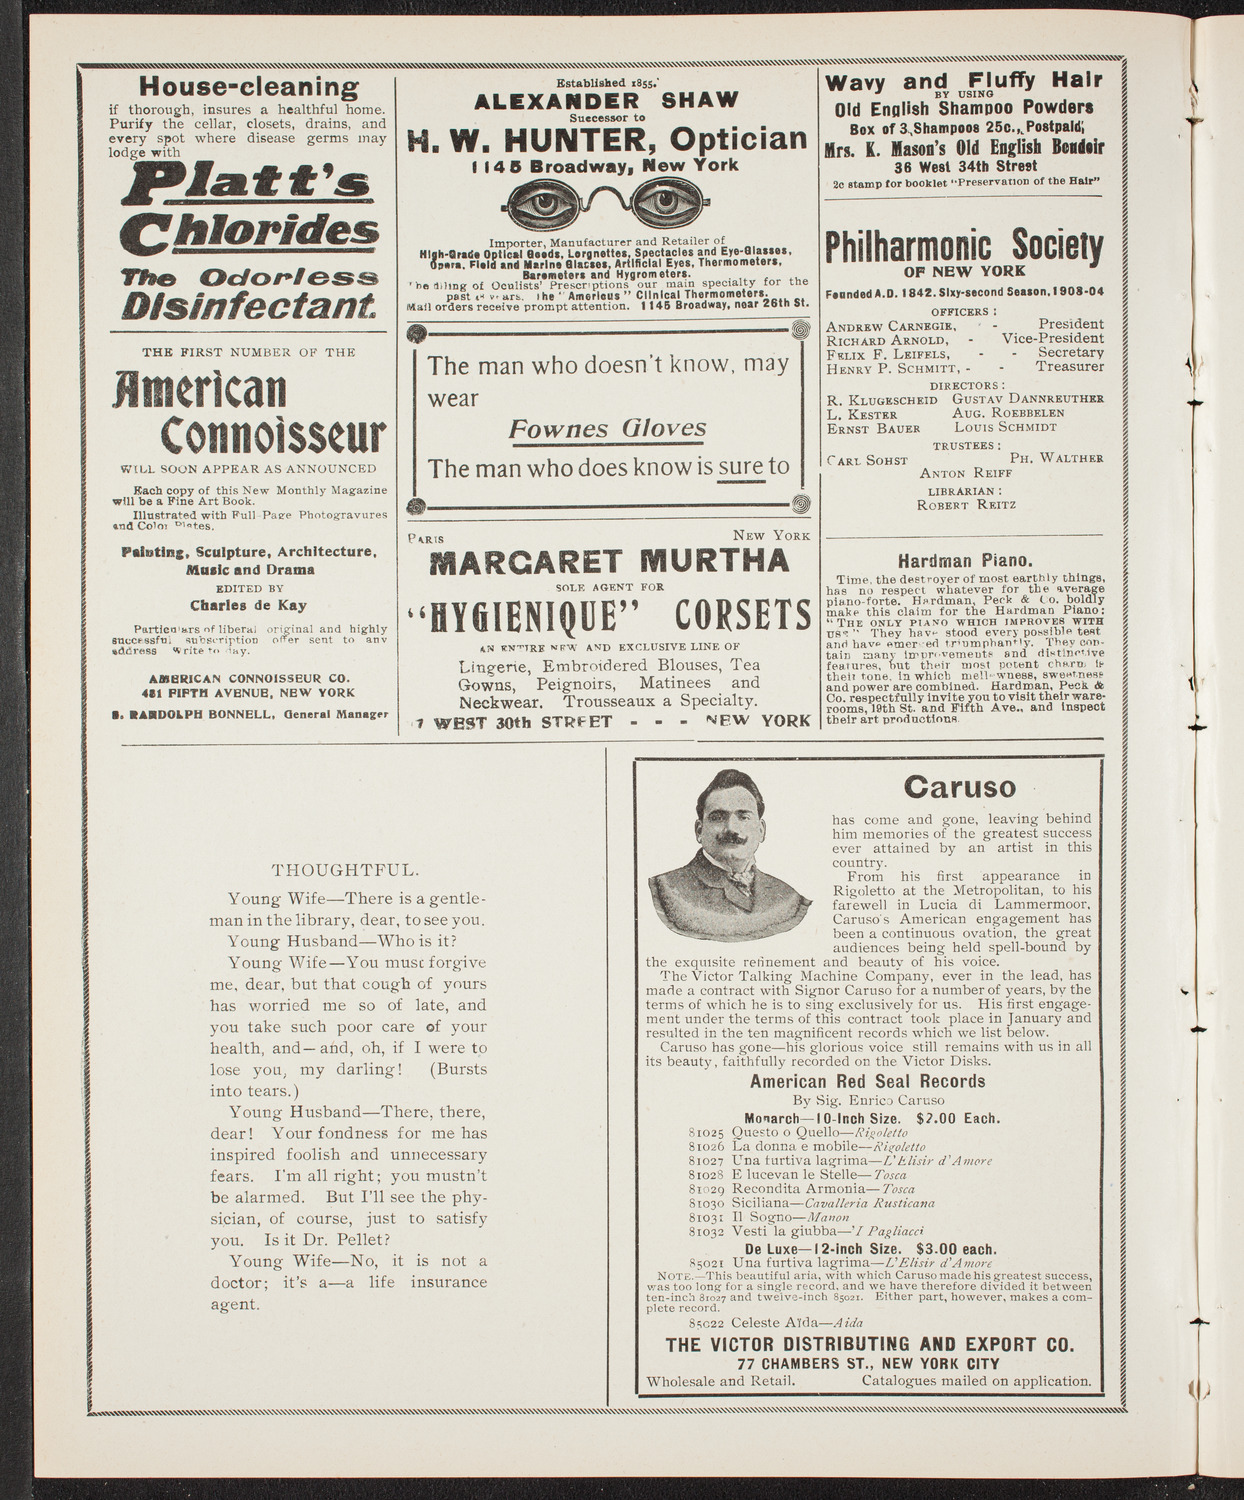 House-cleaning
if thorough, insures a healthful home.
Purify the cellar, closets, drains, and
every spot where disease germs may
lodge with
Platt's
Chlorides
The Odorless
Disinfectant.
THE FIRST NUMBER OF THE
American
Connoisseur
WILL SOON APPEAR AS ANNOUNCED
Each copy of this New Monthly Magazine
will be a Fine Art Book.
Illustrated with Full Page Photogravures
and Color Plates.
Painting, Sculpture, Architecture,
Music and Drama
EDITED BY
Charles de Kay
Particulars of liberal original and highly
successful subscription offer sent to any
address Write to day.
AMERICAN CONNOISSEUR CO.
481 FIFTH AVENUE, NEW YORK
B. RANDOLPH BONNELL, General Manager
Established 1855.
ALEXANDER SHAW
Successor to
H. W. HUNTER, Optician
1145 Broadway, New York
Importer, Manufacturer and Retailer of
High-Grade Optical Goods, Lorgnettes, Spectacles and Eye-Glasses,
Opera, Field and Marine Glasses, Artificial Eyes, Thermometers,
Barometers and Hygrometers.
The filling of Oculists' Prescriptions our main specialty for the
past years. The "Americus" Clinical Thermometers.
Mail orders receive prompt attention. 1145 Broadway, near 26th St.
The man who doesn't know, may
wear
Fownes Gloves
The man who does know is sure to
PARIS NEW YORK
MARGARET MURTHA
SOLE AGENT FOR
"HYGIENIQUE" CORSETS
AN ENTIRE NEW AND EXCLUSIVE LINE OF
Lingerie, Embroidered Blouses, Tea
Gowns, Peignoirs, Matinees and
Neckwear. Trousseaux a Specialty.
7 WEST 30th STREET - - - NEW YORK
Wavy and Fluffy Hair
BY USING
Old English Shampoo Powders
Box of 3 Shampoos 25c., Postpaid;
Mrs. K. Mason's Old English Boudoir
36 West 34th Street
2c stamp for booklet "Preservation of the Hair"
Philharmonic Society
OF NEW YORK
Founded A.D. 1842. Sixy-second Season, 1903-04
OFFICERS:
ANDREW CARNEGIE, - President
RICHARD ARNOLD, - Vice-President
FELIX F. LEIFELS, - - Secretary
HENRY P. SCHMITT, - - Treasurer
DIRECTORS:
R. KLUGESCHEID GUSTAV DANNREUTHER
L. KESTER AUG. ROEBBELEN
ERNST BAUER LOUIS SCHMIDT
TRUSTEES:
CARL SOHST PH. WALTHER
ANTON REIFF
LIBRARIAN:
ROBERT REITZ
Hardman Piano.
Time, the destroyer of most earthly things,
has no respect whatever for the average
piano-forte. Hardman, Peck & Co. boldly
make this claim for the Hardman Piano:
"THE ONLY PIANO WHICH IMPROVES WITH
USE" They have stood every possible test
and have emerged triumphantly. They con-
tain many improvements and distinctive
features, but their most potent charm is
their tone, in which mellowness, sweetness
and power are combined. Hardman, Peck &
Co. respectfully invite you to visit their ware-
rooms, 19th St. and Fifth Ave., and inspect
their art productions.
THOUGHTFUL.
Young Wife—There is a gentle-
man in the library, dear, to see you.
Young Husband—Who is it?
Young Wife—You must forgive
me, dear, but that cough of yours
has worried me so of late, and
you take such poor care of your
health, and—and, oh, if I were to
lose you, my darling! (Bursts
into tears.)
Young Husband—There, there,
dear! Your fondness for me has
inspired foolish and unnecessary
fears. I'm all right; you mustn't
be alarmed. But I'll see the phy-
sician, of course, just to satisfy
you. Is it Dr. Pellet?
Young Wife—No, it is not a
doctor; it's a—a life insurance
agent.
Caruso
has come and gone, leaving behind
him memories of the greatest success
ever attained by an artist in this
country.
From his first appearance in
Rigoletto at the Metropolitan, to his
farewell in Lucia di Lammermoor,
Caruso's American engagement has
been a continuous ovation, the great
audiences being held spell-bound by
the exquisite refinement and beauty of his voice.
The Victor Talking Machine Company, ever in the lead, has
made a contract with Signor Caruso for a number of years, by the
terms of which he is to sing exclusively for us. His first engage-
ment under the terms of this contract took place in January and
resulted in the ten magnificent records which we list below.
Caruso has gone—his glorious voice still remains with us in all
its beauty, faithfully recorded on the Victor Disks.
American Red Seal Records
By Sig. Enrico Caruso
Monarch—10-Inch Size. $2.00 Each.
81025 Questo o Quello—Rigoletto
81026 La donna e mobile—Rigoletto
81027 Una furtiva lagrima—L'Elisir d'Amore
81028 E lucevan le Stelle—Tosca
81029 Recondita Armonia—Tosca
81030 Siciliana—Cavalleria Rusticana
81031 Il Sogno—Manon
81032 Vesti la giubba—'I Pagliacci
De Luxe—12-inch Size. $3.00 each.
85021 Una furtiva lagrima—L'Elisir d'Amore
NOTE.—This beautiful aria, with which Caruso made his greatest success,
was too long for a single record, and we have therefore divided it between
ten-inch 81027 and twelve-inch 85021. Either part, however, makes a com-
plete record.
85022 Celeste Aïda—Aida
THE VICTOR DISTRIBUTING AND EXPORT CO.
77 CHAMBERS ST., NEW YORK CITY
Wholesale and Retail. Catalogues mailed on application.